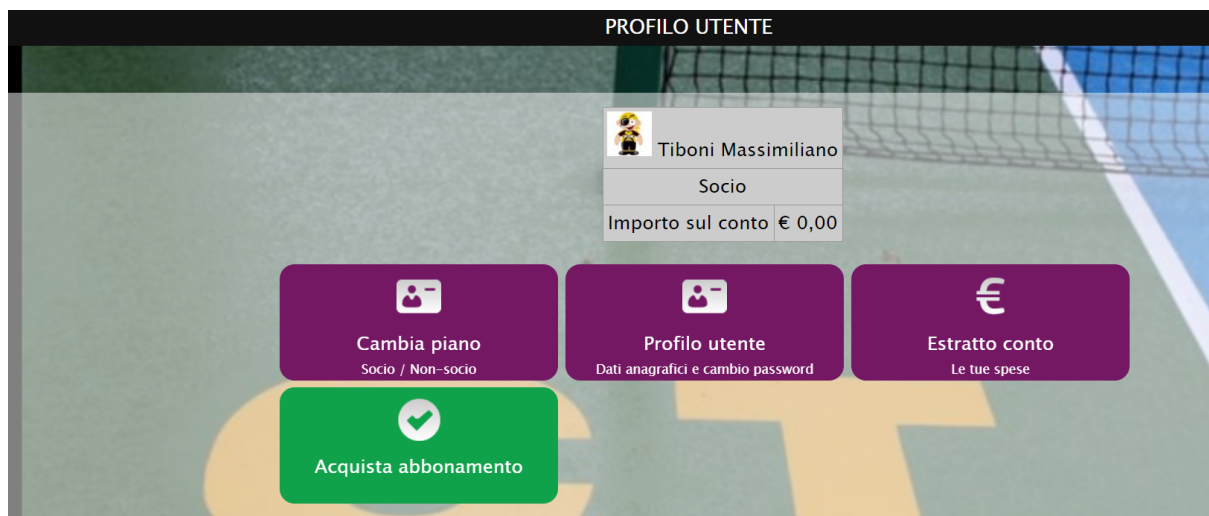 PROFILO UTENTE
Tiboni Massimiliano
Socio
Importo sul conto € 0,00
Cambia piano
Socio / Non-socio
Profilo utente
Dati anagrafici e cambio password
€
Estratto conto
Le tue spese
Acquista abbonamento
CT